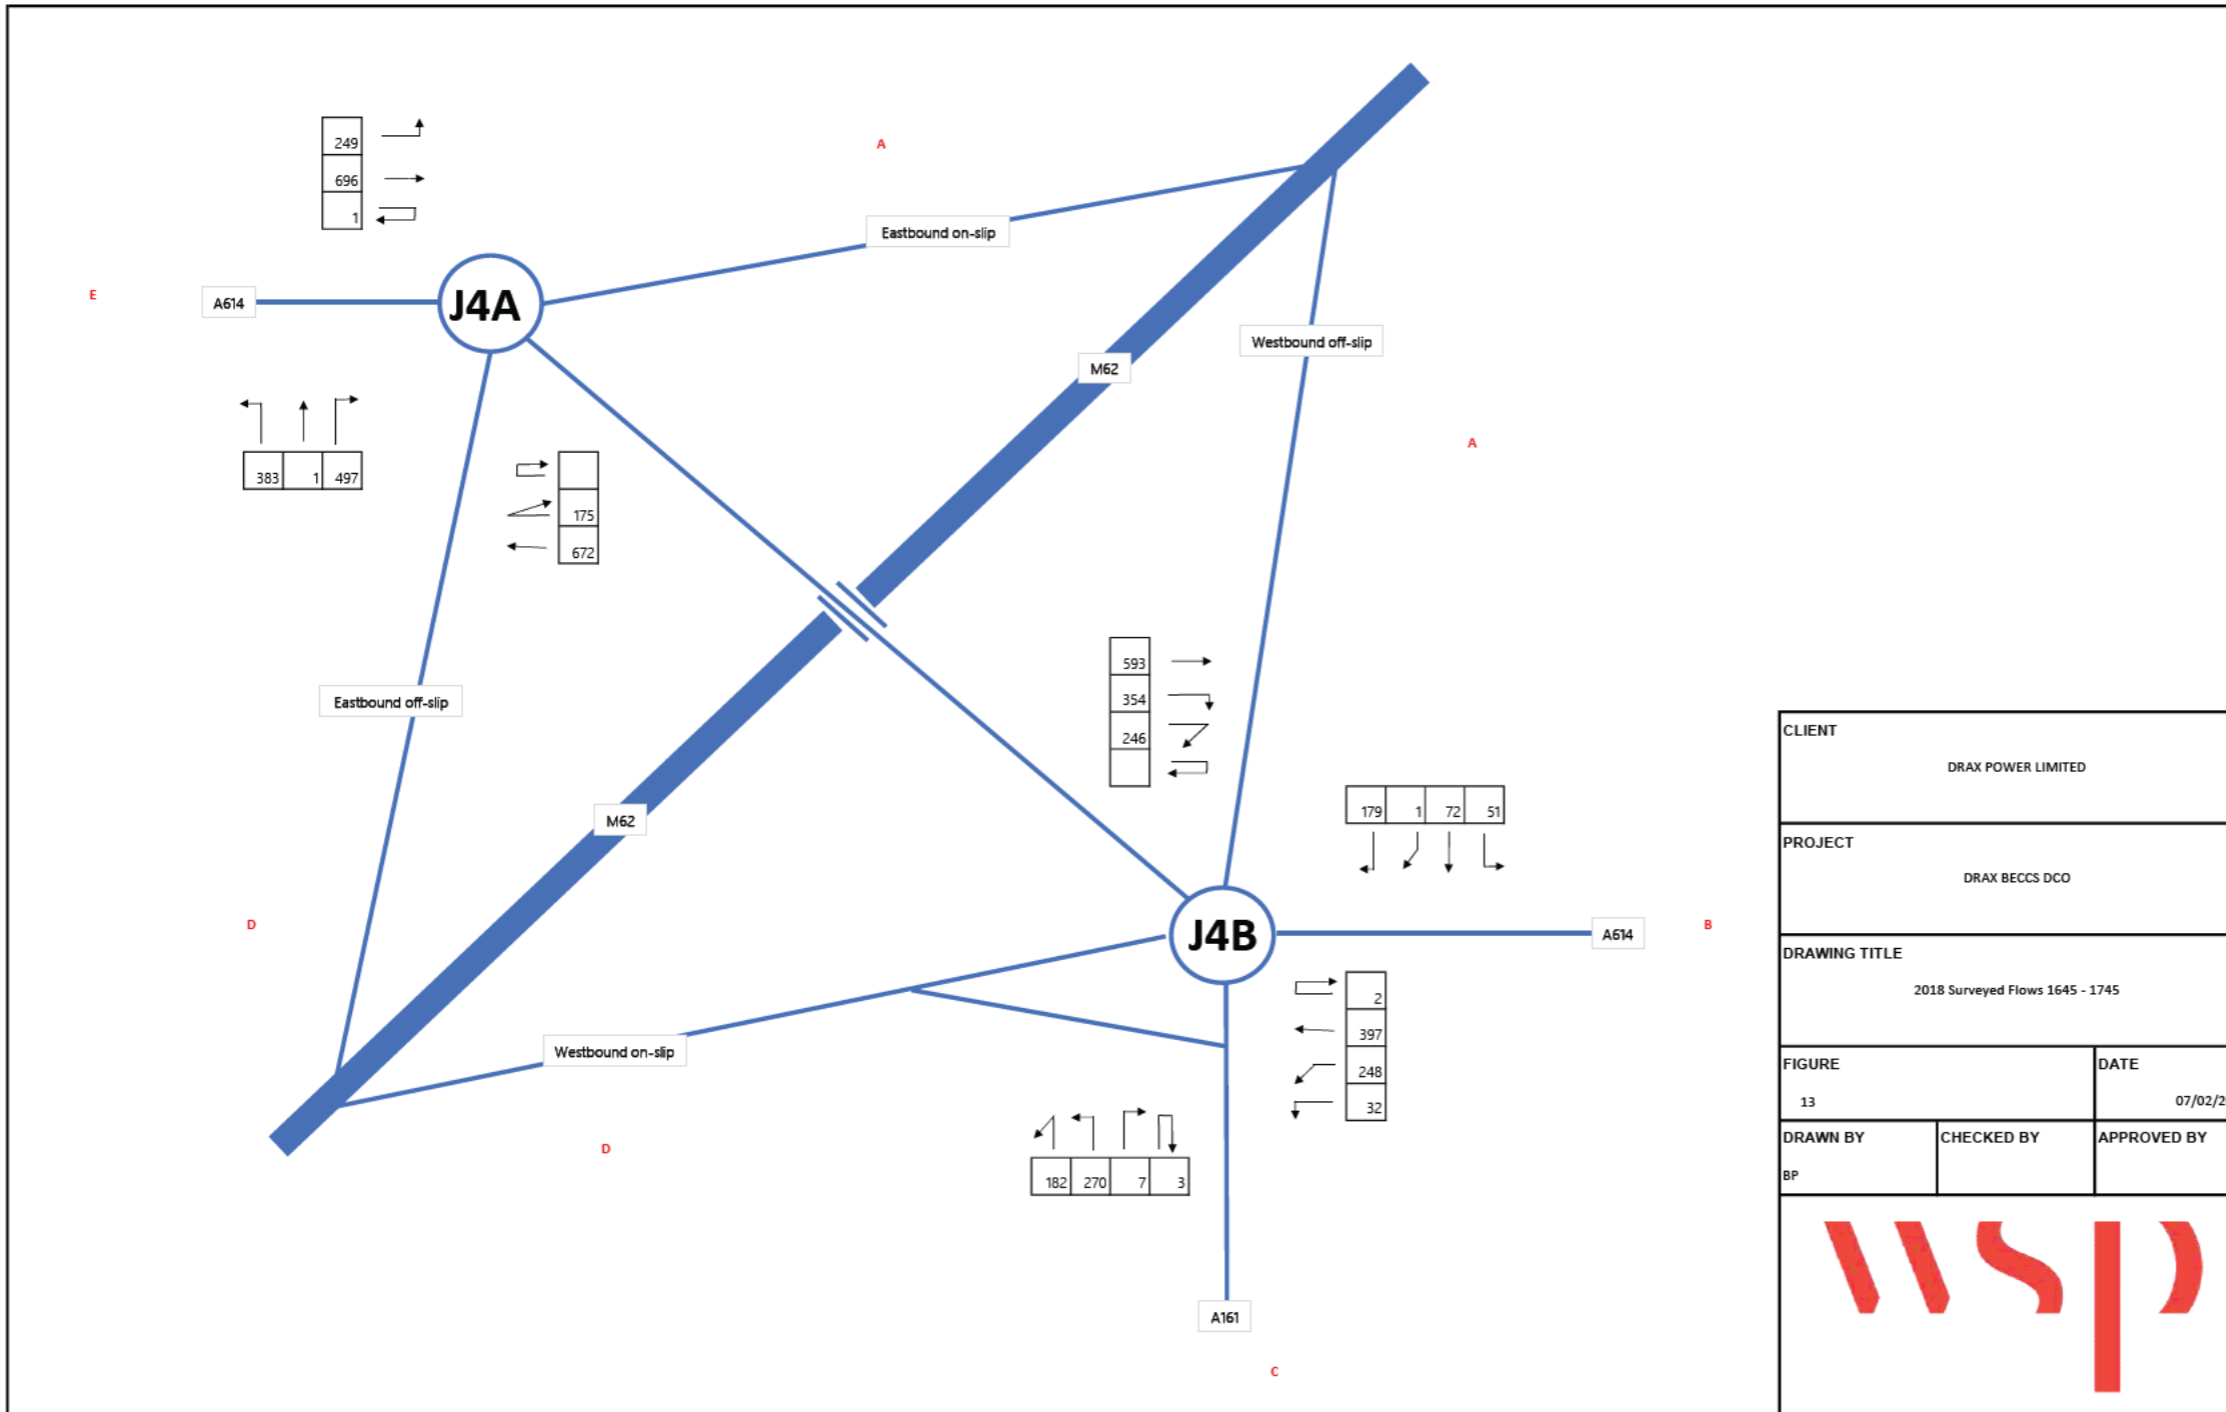 A
249
696
1
Eastbound on-slip
E
A614
J4A
Westbound off-slip
M62
A
383 1 497
175
672
593
354
246
Eastbound off-slip
179 1 72 51
M62
D
J4B
A614
B
2
397
248
32
Westbound on-slip
D
182 270 7 3
A161
C
CLIENT
DRAX POWER LIMITED
PROJECT
DRAX BECCS DCO
DRAWING TITLE
2018 Surveyed Flows 1645 - 1745
FIGURE DATE
13 07/02/2
DRAWN BY CHECKED BY APPROVED BY
BP
wsp